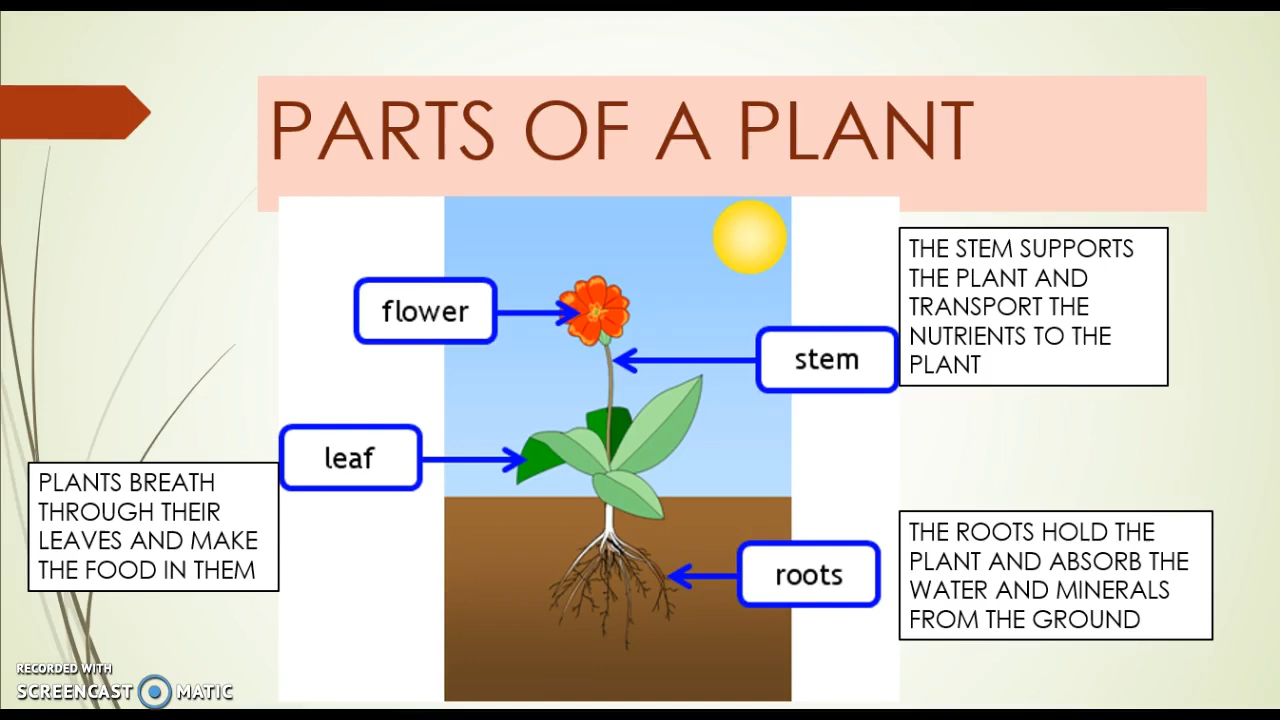 PARTS OF A PLANT
flower
THE STEM SUPPORTS
THE PLANT AND
TRANSPORT THE
NUTRIENTS TO THE
PLANT
stem
leaf
PLANTS BREATH
THROUGH THEIR
LEAVES AND MAKE
THE FOOD IN THEM
roots
THE ROOTS HOLD THE
PLANT AND ABSORB THE
WATER AND MINERALS
FROM THE GROUND
RECORDED WITH
SCREENCAST MATIC